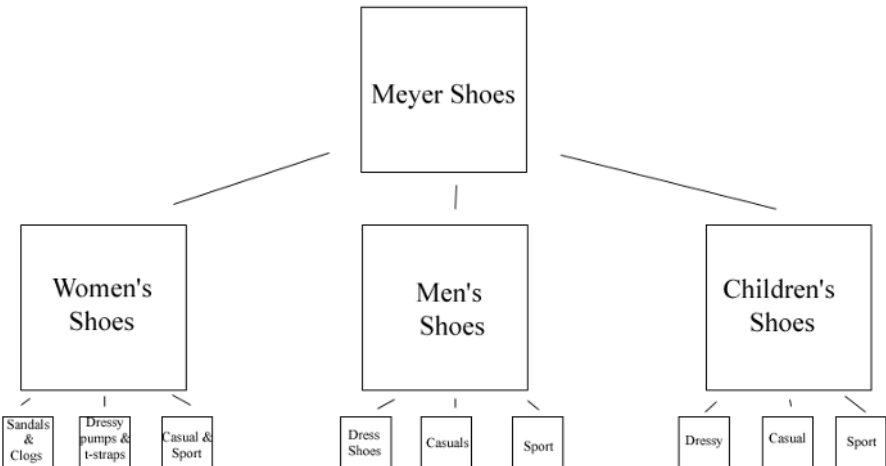 Meyer Shoes
Women's
Shoes
Men's
Shoes
Children's
Shoes
Sandals
&
Clogs
Dressy
pumps &
t-straps
Casual &
Sport
Dress
Shoes
Casuals
Sport
Dressy
Casual
Sport